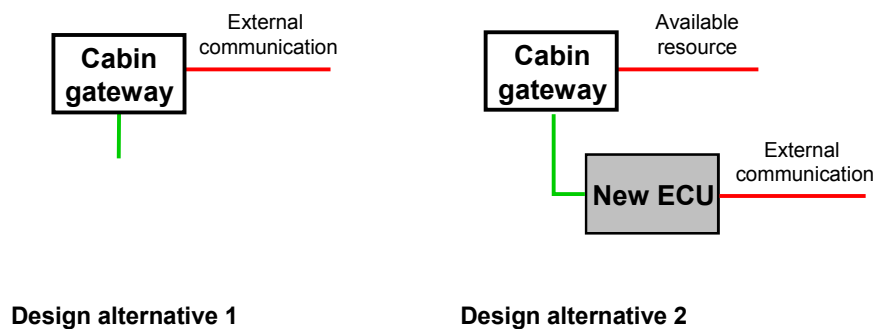 External
communication
Cabin
gateway
Available
resource
Cabin
gateway
External
communication
New ECU
Design alternative 1
Design alternative 2